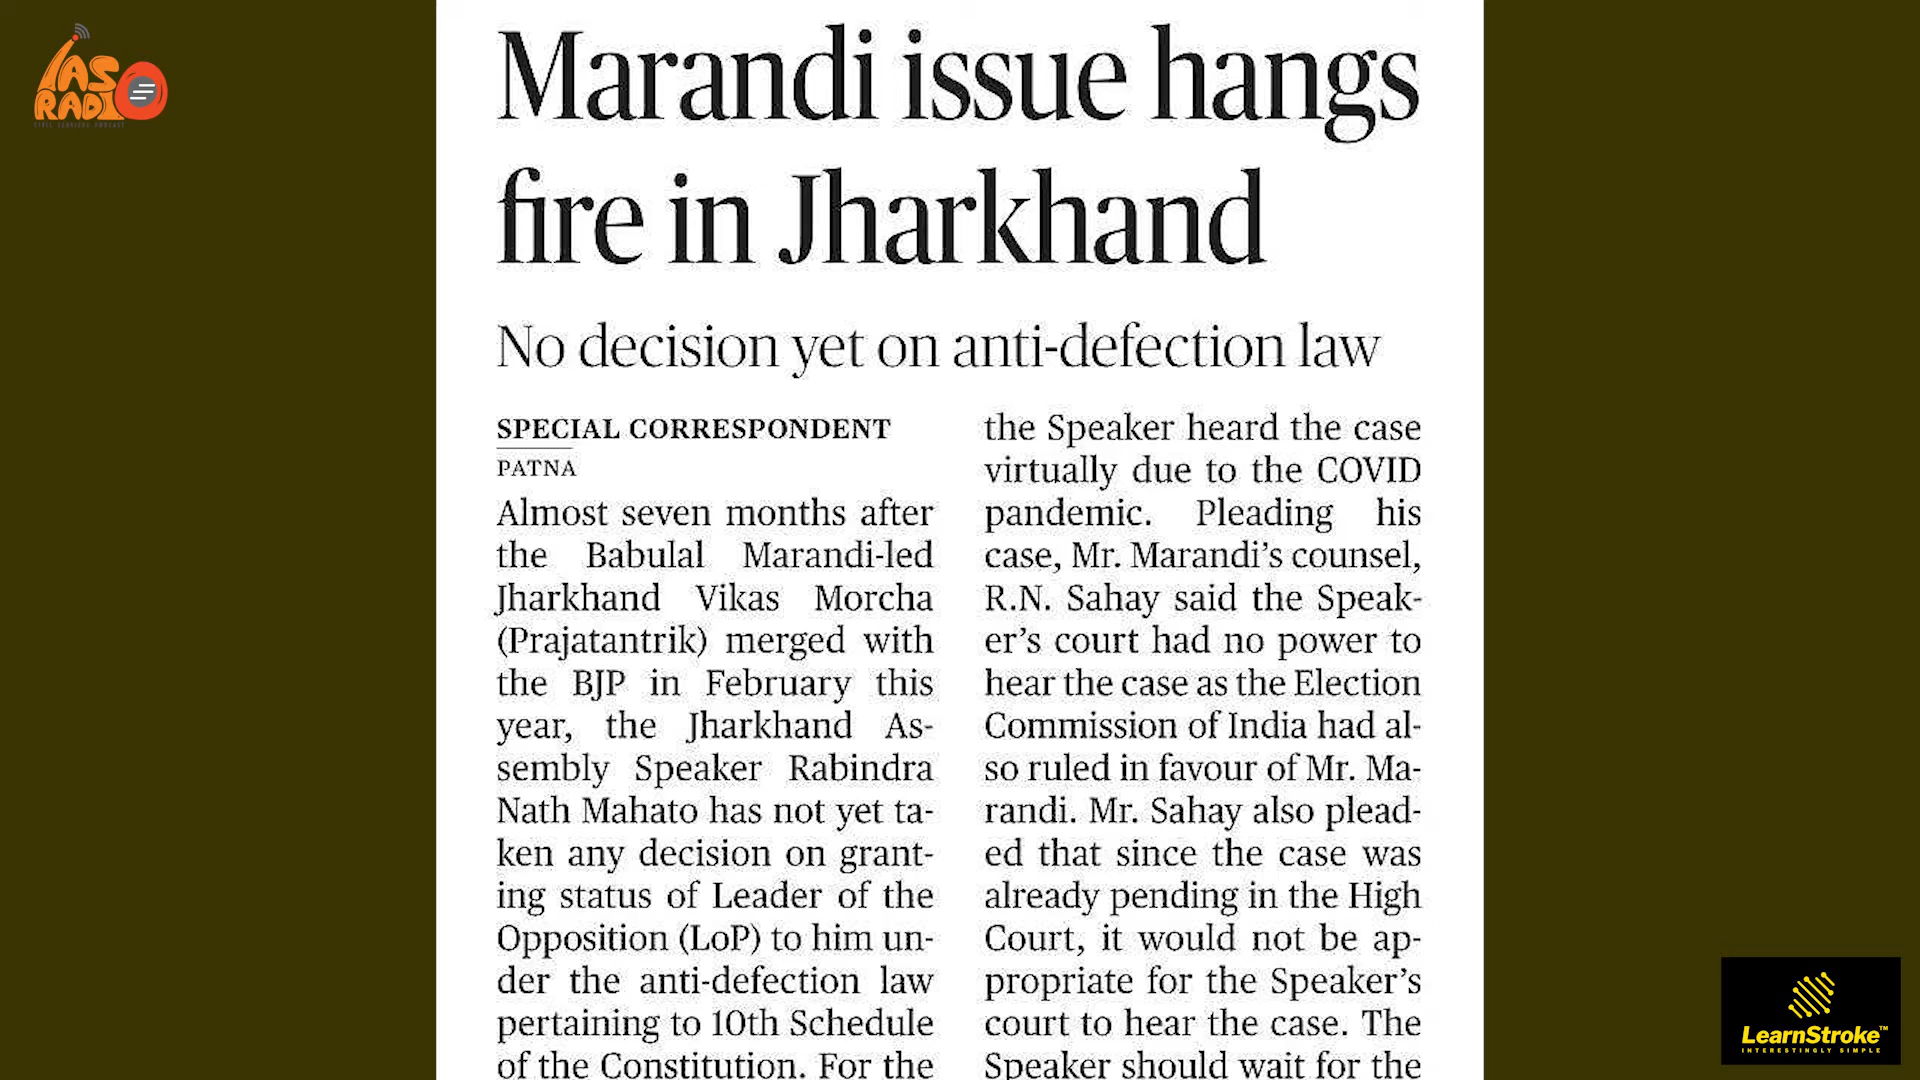 IAS
RADIO
Marandi issue hangs
fire in Jharkhand
No decision yet on anti-defection law
SPECIAL CORRESPONDENT
PATNA
Almost seven months after
the Babulal Marandi-led
Jharkhand Vikas Morcha
(Prajatantrik) merged with
the BJP in February this
year, the Jharkhand As-
sembly Speaker Rabindra
Nath Mahato has not yet ta-
ken any decision on grant-
ing status of Leader of the
Opposition (LoP) to him un-
der the anti-defection law
pertaining to 10th Schedule
of the Constitution. For the
the Speaker heard the case
virtually due to the COVID
pandemic. Pleading his
case, Mr. Marandi’s counsel,
R.N. Sahay said the Speak-
er’s court had no power to
hear the case as the Election
Commission of India had al-
so ruled in favour of Mr. Ma-
randi. Mr. Sahay also plead-
ed that since the case was
already pending in the High
Court, it would not be ap-
propriate for the Speaker’s
court to hear the case. The
Speaker should wait for the
LearnStroke™
INTERESTINGLY SIMPLE